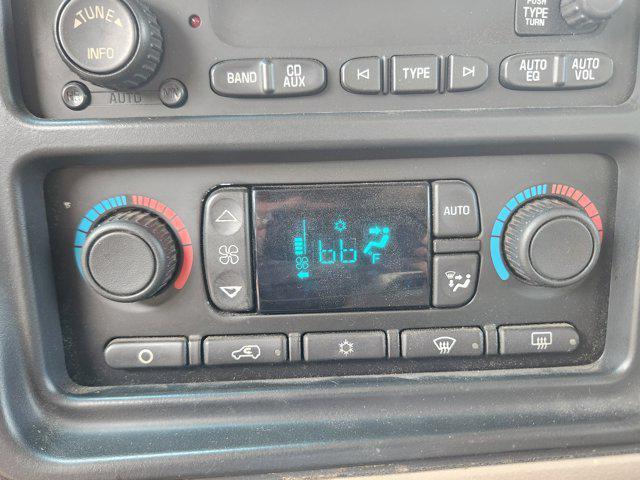 TUNE
INFO
AUTO
BAND
CD
AUX
TYPE
PUSH
TYPE
TURN
AUTO
EQ
AUTO
VOL
66
F
AUTO